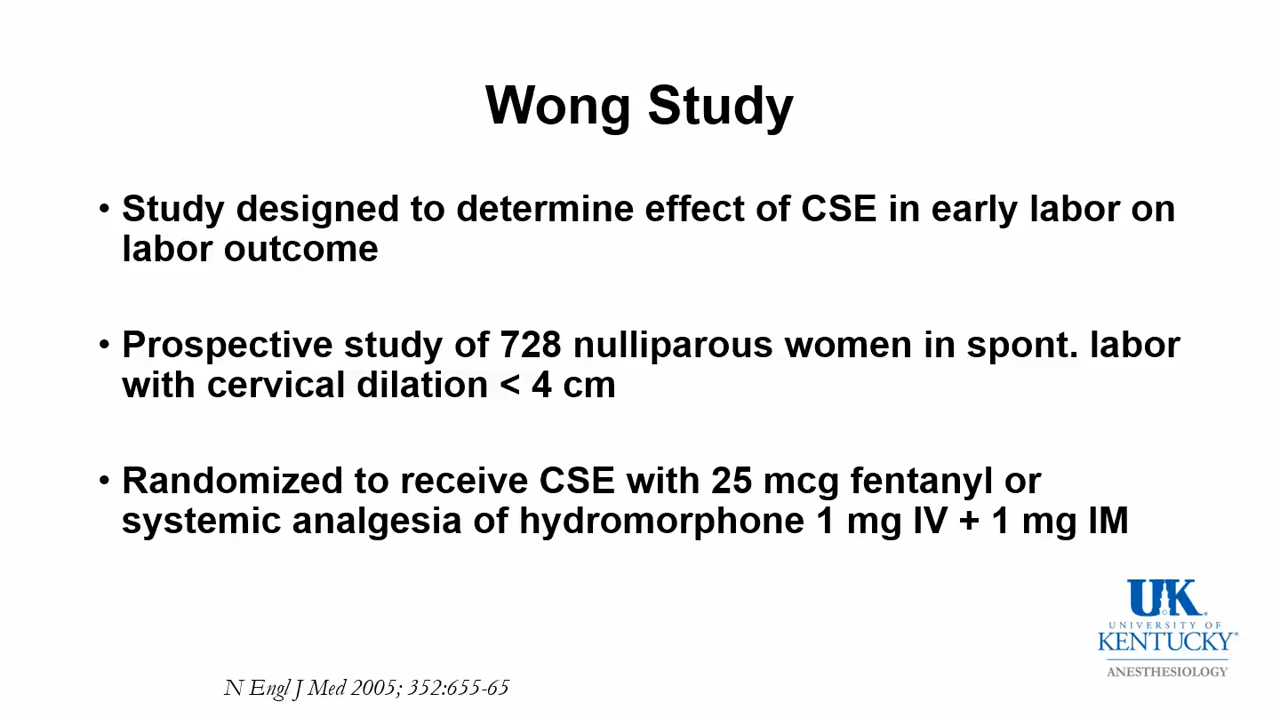 Wong Study
• Study designed to determine effect of CSE in early labor on
labor outcome
• Prospective study of 728 nulliparous women in spont. labor
with cervical dilation < 4 cm
• Randomized to receive CSE with 25 mcg fentanyl or
systemic analgesia of hydromorphone 1 mg IV + 1 mg IM
UK
UNIVERSITY OF
KENTUCKY®
ANESTHESIOLOGY
N Engl J Med 2005; 352:655-65